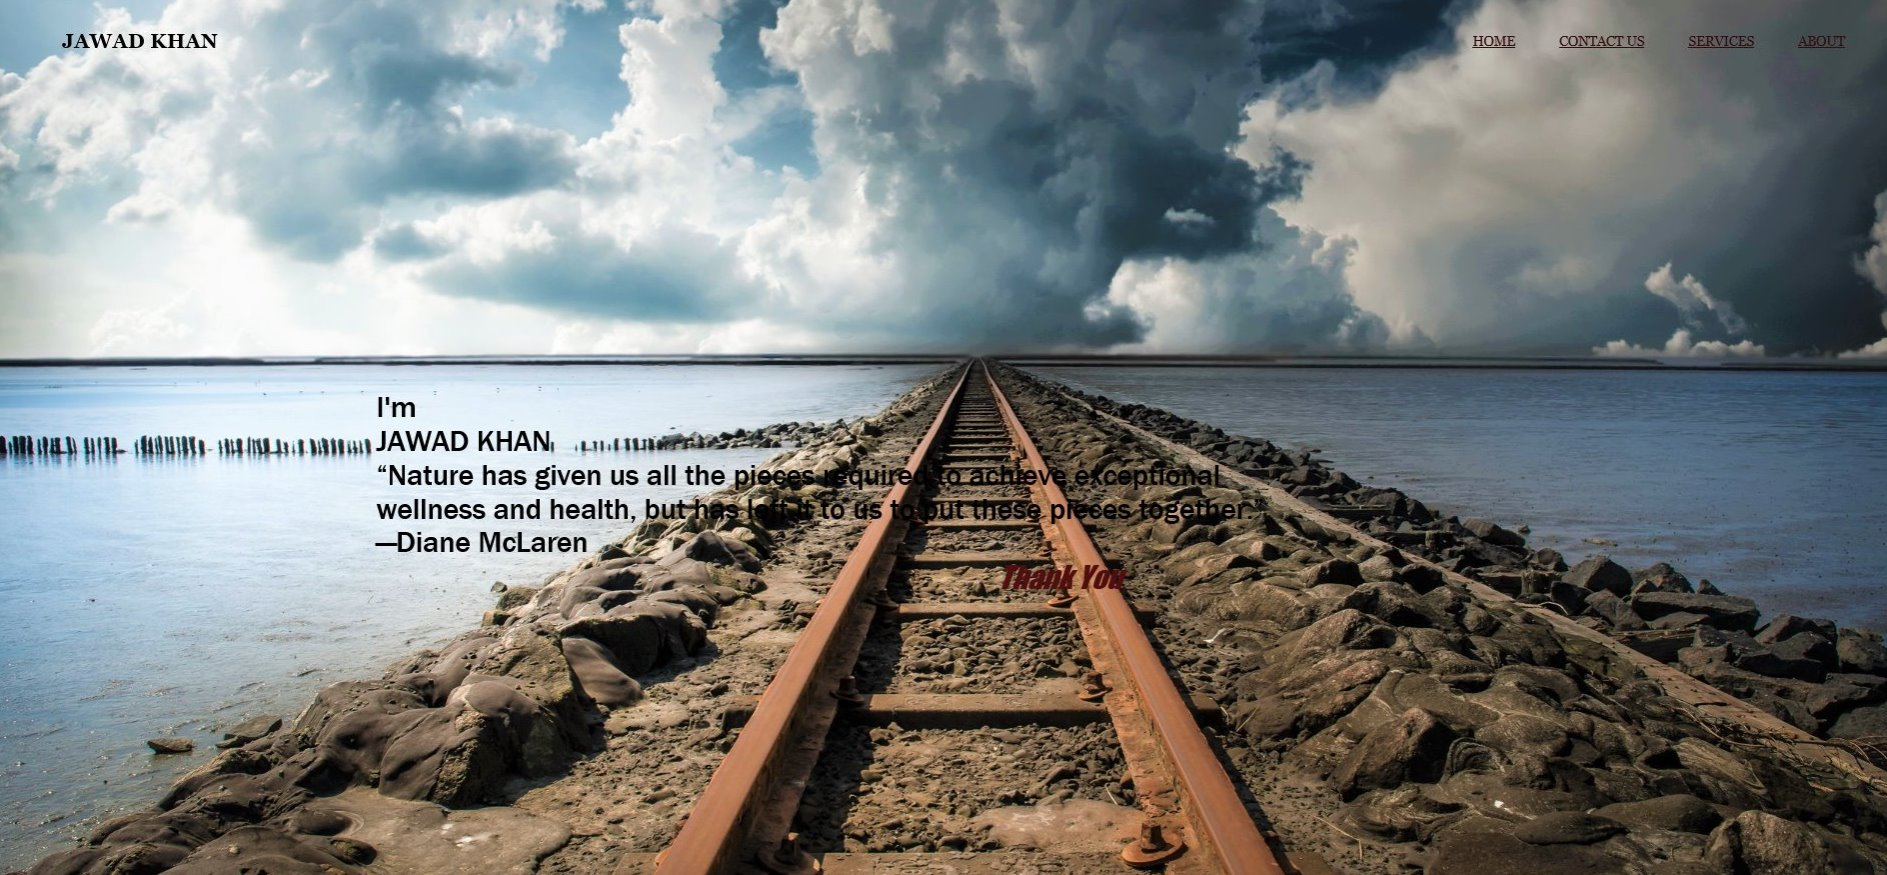 JAWAD KHAN
HOME CONTACT US SERVICES ABOUT
I'm
JAWAD KHAN
“Nature has given us all the pieces required to achieve exceptional
wellness and health, but has left it to us to put these pieces together.”
—Diane McLaren
Thank You